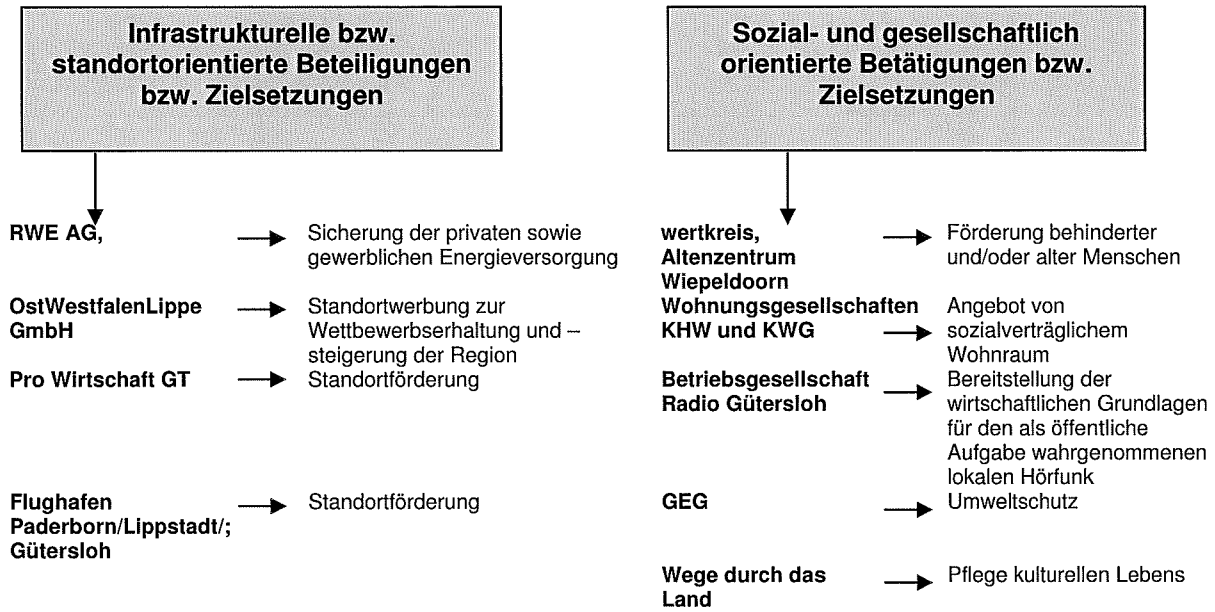 Infrastrukturelle bzw.
standortorientierte Beteiligungen
bzw. Zielsetzungen
RWE AG,
Sicherung der privaten sowie
gewerblichen Energieversorgung
OstWestfalenLippe
GmbH
Standortwerbung zur
Wettbewerbserhaltung und –
steigerung der Region
Pro Wirtschaft GT
Standortförderung
Flughafen
Paderborn/Lippstadt/;
Gütersloh
Standortförderung
Sozial- und gesellschaftlich
orientierte Betätigungen bzw.
Zielsetzungen
wertkreis,
Altenzentrum
Wiepeldoorn
Förderung behinderter
und/oder alter Menschen
Wohnungsgesellschaften
KHW und KWG
Angebot von
sozialverträglichem
Wohnraum
Betriebsgesellschaft
Radio Gütersloh
Bereitstellung der
wirtschaftlichen Grundlagen
für den als öffentliche
Aufgabe wahrgenommenen
lokalen Hörfunk
GEG
Umweltschutz
Wege durch das
Land
Pflege kulturellen Lebens